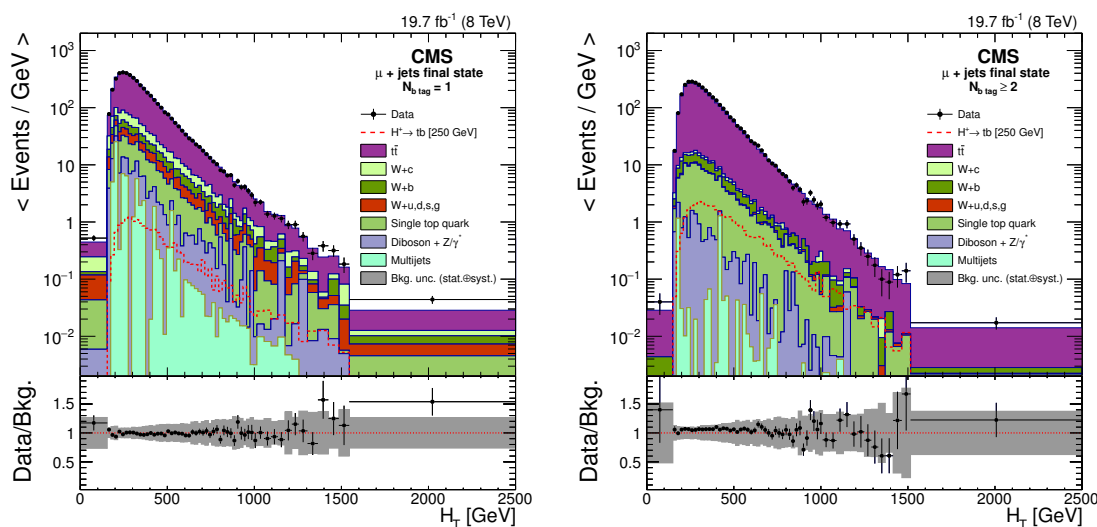 19.7 fb⁻¹ (8 TeV)
< Events / GeV >
10³
10²
10
1
10⁻¹
10⁻²
CMS
μ + jets final state
N_{b tag} = 1
Data
H⁺→ tb [250 GeV]
tt̄
W+c
W+b
W+u,d,s,g
Single top quark
Diboson + Z/γ*
Multijets
Bkg. unc. (stat.⊕syst.)
Data/Bkg.
1.5
1
0.5
0 500 1000 1500 2000 2500
H_T [GeV]
19.7 fb⁻¹ (8 TeV)
< Events / GeV >
10³
10²
10
1
10⁻¹
10⁻²
CMS
μ + jets final state
N_{b tag} ≥ 2
Data
H⁺→ tb [250 GeV]
tt̄
W+c
W+b
W+u,d,s,g
Single top quark
Diboson + Z/γ*
Multijets
Bkg. unc. (stat.⊕syst.)
Data/Bkg.
1.5
1
0.5
0 500 1000 1500 2000 2500
H_T [GeV]